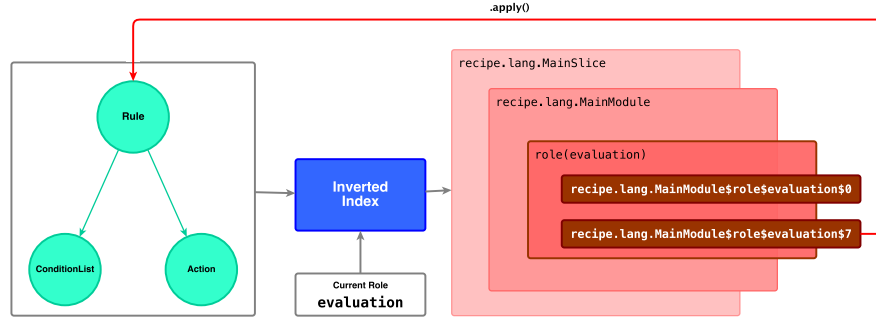 .apply()
Rule
ConditionList
Action
Inverted
Index
Current Role
evaluation
recipe.lang.MainSlice
recipe.lang.MainModule
role(evaluation)
recipe.lang.MainModule$role$evaluation$0
recipe.lang.MainModule$role$evaluation$7